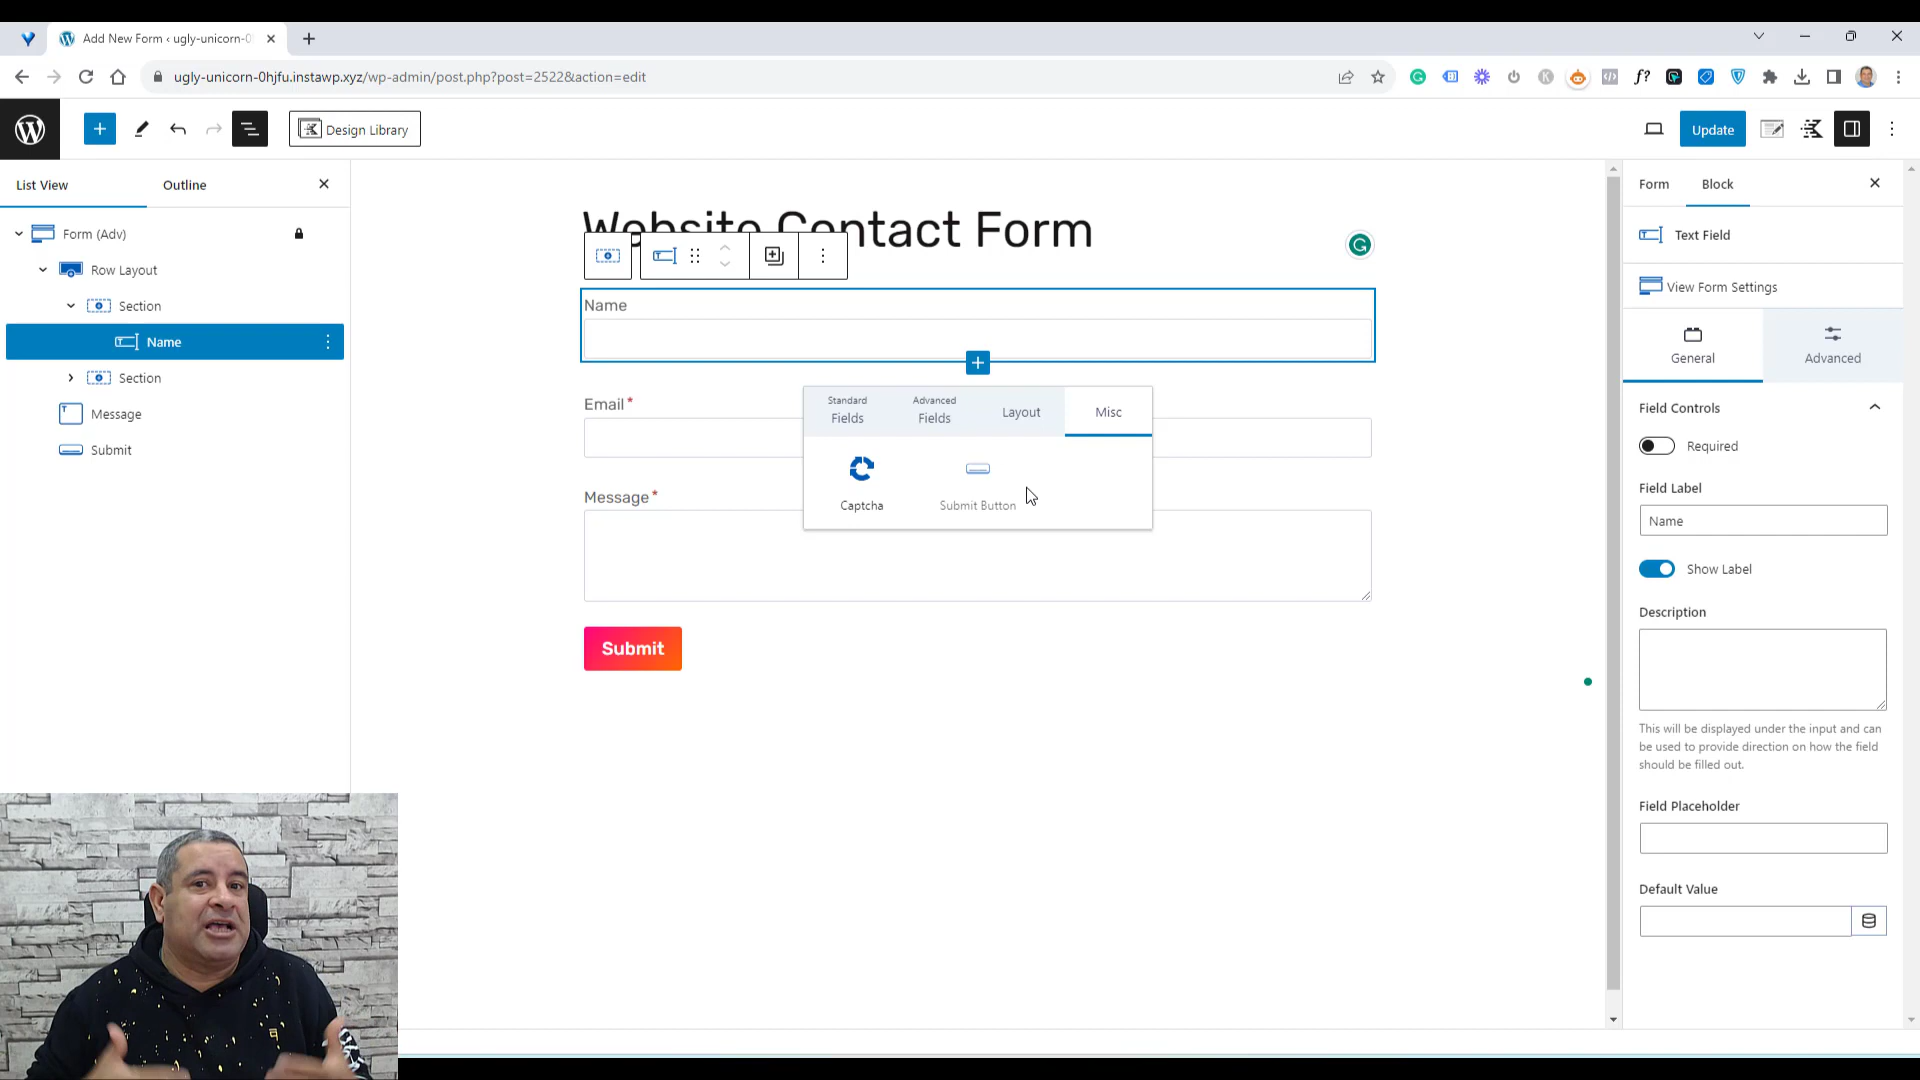 Add New Form ‹ ugly-unicorn-0
ugly-unicorn-0hjfu.instawp.xyz/wp-admin/post.php?post=2522&action=edit
Design Library
Update
List View
Outline
Form (Adv)
Row Layout
Section
Name
Section
Message
Submit
Website Contact Form
Name
Email*
Message*
Submit
Standard
Fields
Advanced
Fields
Layout
Misc
Captcha
Submit Button
Form
Block
Text Field
View Form Settings
General
Advanced
Field Controls
Required
Field Label
Name
Show Label
Description
This will be displayed under the input and can
be used to provide direction on how the field
should be filled out.
Field Placeholder
Default Value